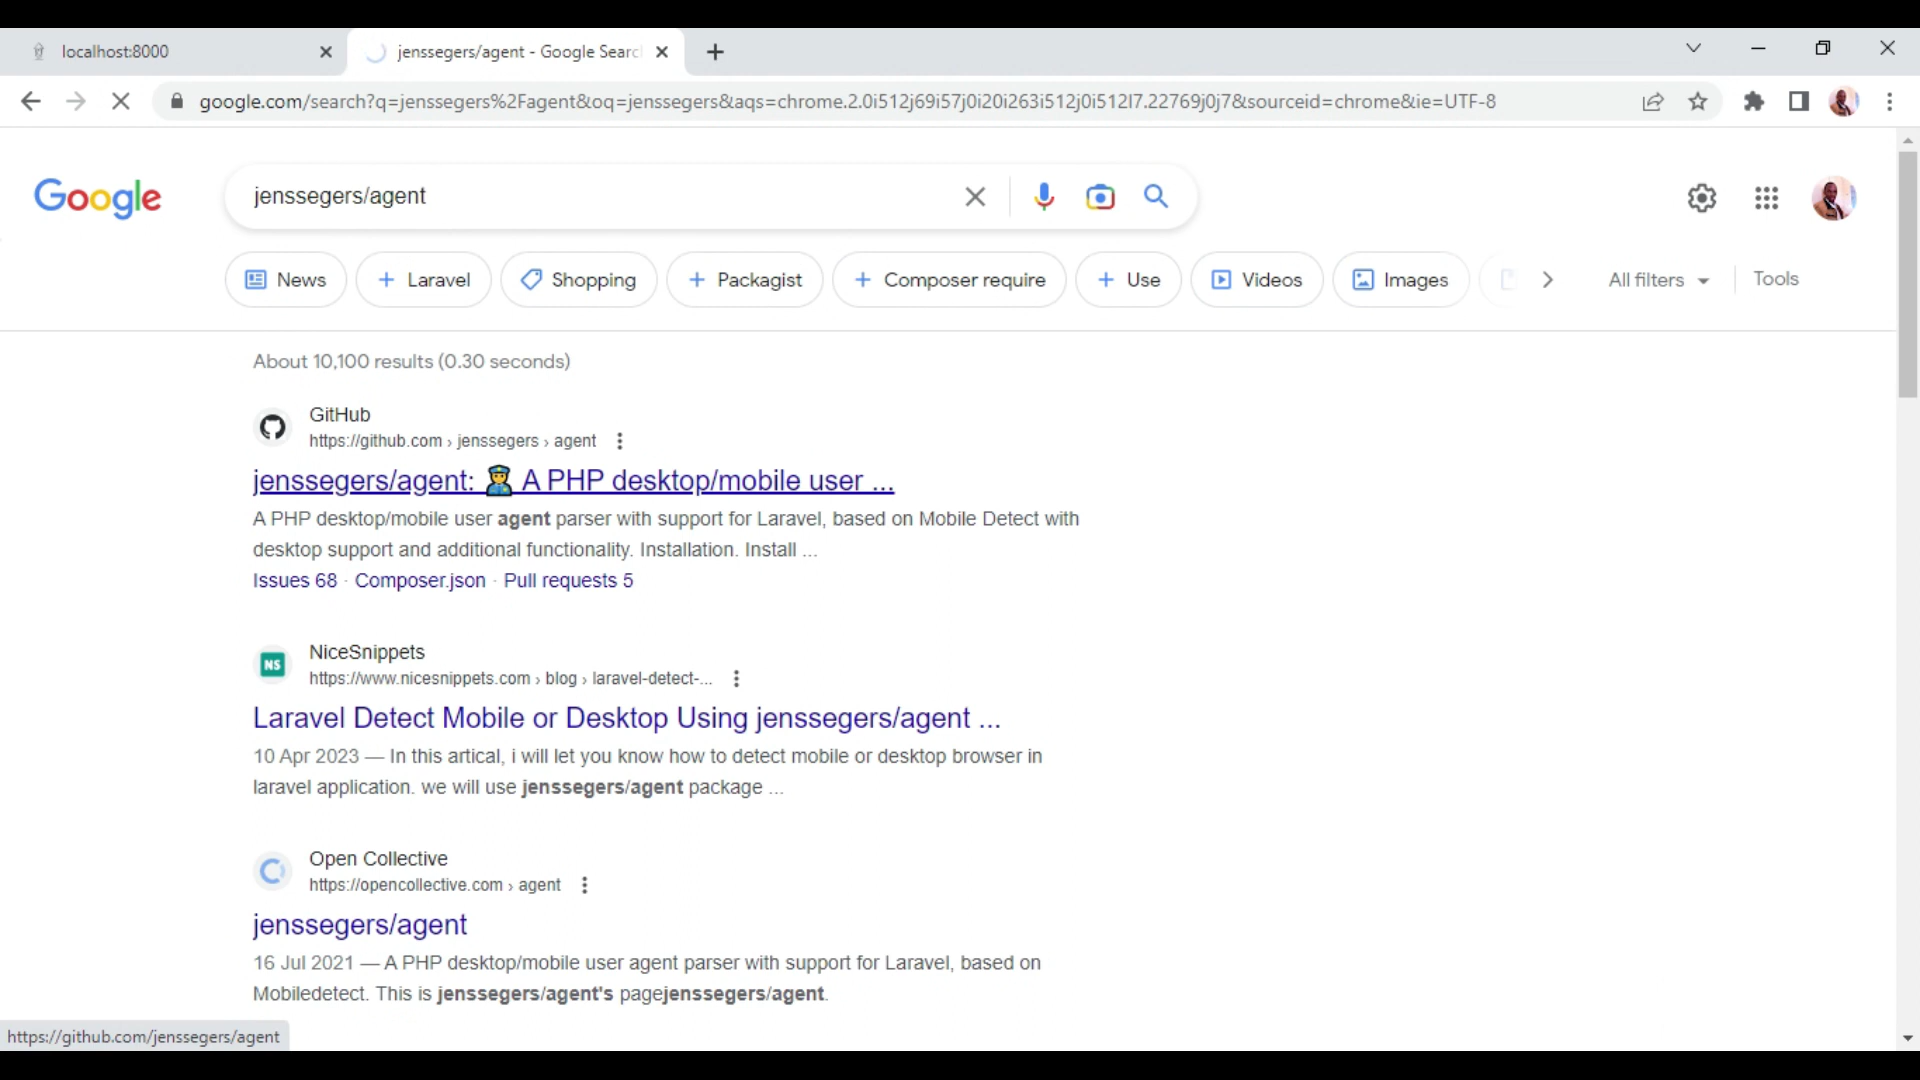 localhost:8000
jenssegers/agent - Google Searc
google.com/search?q=jenssegers%2Fagent&oq=jenssegers&aqs=chrome.2.0i512j69i57j0i20i263i512j0i512l7.22769j0j7&sourceid=chrome&ie=UTF-8
Google
jenssegers/agent
News
Laravel
Shopping
Packagist
Composer require
Use
Videos
Images
All filters
Tools
About 10,100 results (0.30 seconds)
GitHub
https://github.com › jenssegers › agent
jenssegers/agent: 👮 A PHP desktop/mobile user ...
A PHP desktop/mobile user agent parser with support for Laravel, based on Mobile Detect with
desktop support and additional functionality. Installation. Install ...
Issues 68 · Composer.json · Pull requests 5
NS
NiceSnippets
https://www.nicesnippets.com › blog › laravel-detect-...
Laravel Detect Mobile or Desktop Using jenssegers/agent ...
10 Apr 2023 — In this artical, i will let you know how to detect mobile or desktop browser in
laravel application. we will use jenssegers/agent package ...
Open Collective
https://opencollective.com › agent
jenssegers/agent
16 Jul 2021 — A PHP desktop/mobile user agent parser with support for Laravel, based on
Mobiledetect. This is jenssegers/agent's pagejenssegers/agent.
https://github.com/jenssegers/agent